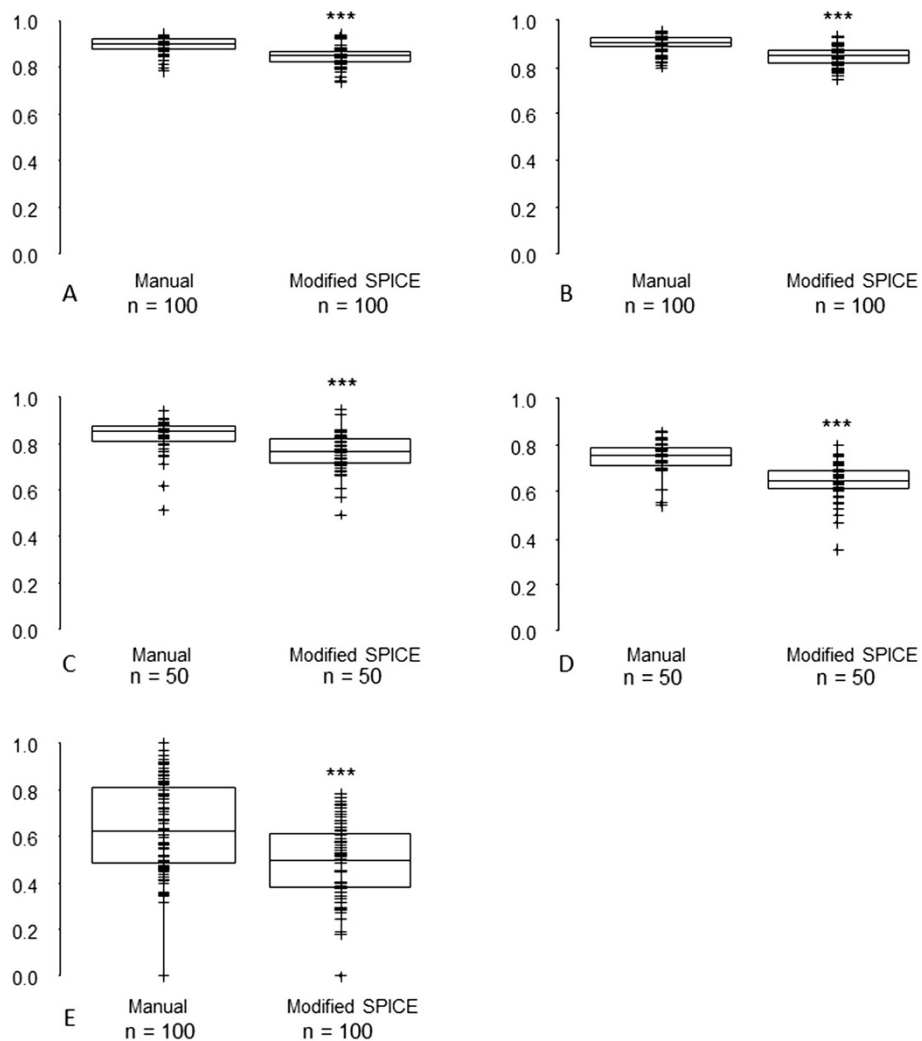 1.0
0.8
0.6
0.4
0.2
0.0
***
A
Manual
n = 100
Modified SPICE
n = 100
1.0
0.8
0.6
0.4
0.2
0.0
***
B
Manual
n = 100
Modified SPICE
n = 100
1.0
0.8
0.6
0.4
0.2
0.0
***
C
Manual
n = 50
Modified SPICE
n = 50
1.0
0.8
0.6
0.4
0.2
0.0
***
D
Manual
n = 50
Modified SPICE
n = 50
1.0
0.8
0.6
0.4
0.2
0.0
***
E
Manual
n = 100
Modified SPICE
n = 100